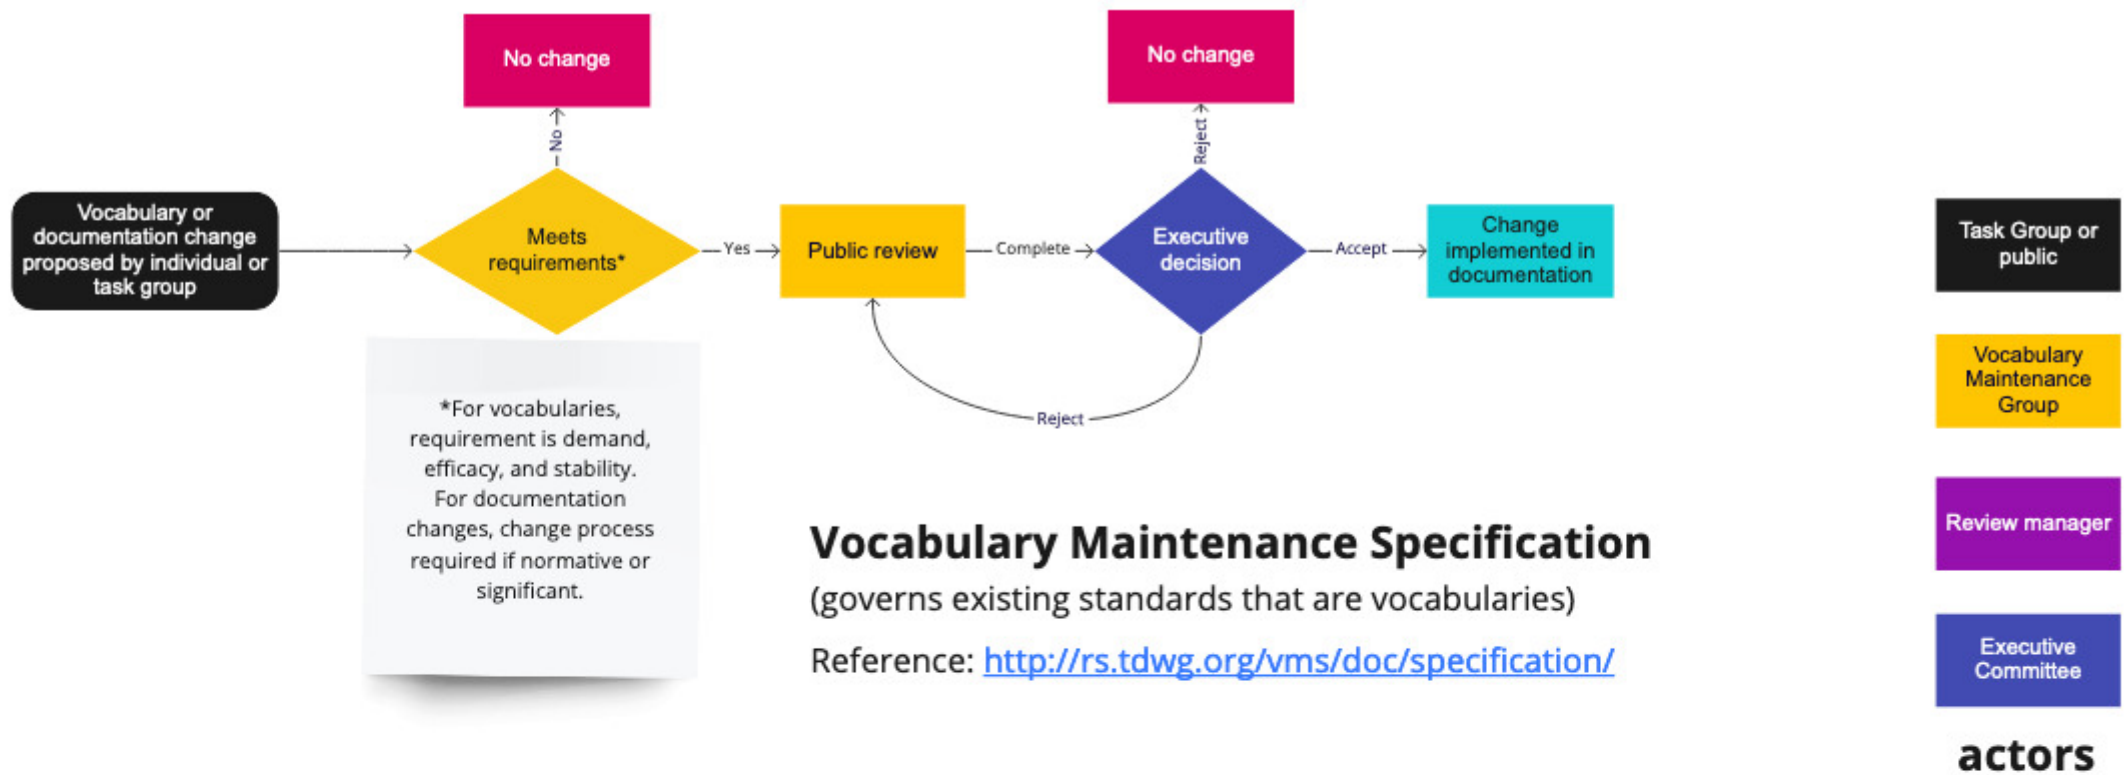 No change
No change
No
Reject
Vocabulary or
documentation change
proposed by individual or
task group
Meets
requirements*
Yes
Public review
Complete
Executive
decision
Accept
Change
implemented in
documentation
Reject
*For vocabularies,
requirement is demand,
efficacy, and stability.
For documentation
changes, change process
required if normative or
significant.
Vocabulary Maintenance Specification
(governs existing standards that are vocabularies)
Reference: http://rs.tdwg.org/vms/doc/specification/
Task Group or
public
Vocabulary
Maintenance
Group
Review manager
Executive
Committee
actors